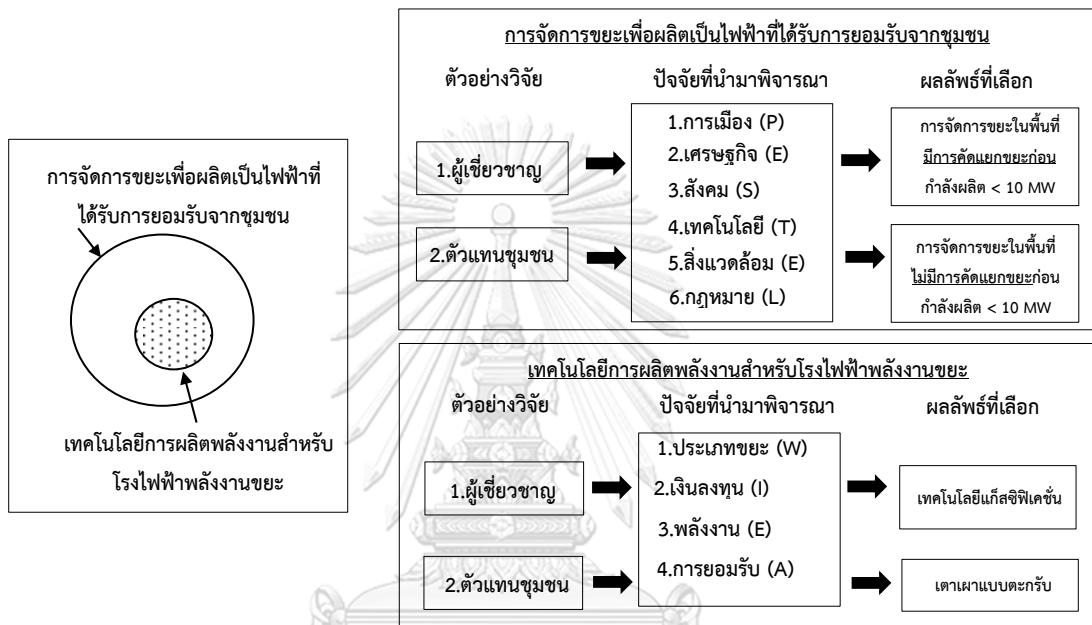 การจัดการขยะเพื่อผลิตเป็นไฟฟ้าที่
ได้รับการยอมรับจากชุมชน
เทคโนโลยีการผลิตพลังงานสำหรับ
โรงไฟฟ้าพลังงานขยะ
การจัดการขยะเพื่อผลิตเป็นไฟฟ้าที่ได้รับการยอมรับจากชุมชน
ตัวอย่างวิจัย
ปัจจัยที่นำมาพิจารณา
ผลลัพธ์ที่เลือก
1.ผู้เชี่ยวชาญ
2.ตัวแทนชุมชน
1.การเมือง (P)
2.เศรษฐกิจ (E)
3.สังคม (S)
4.เทคโนโลยี (T)
5.สิ่งแวดล้อม (E)
6.กฎหมาย (L)
การจัดการขยะในพื้นที่
มีการคัดแยกขยะก่อน
กำลังผลิต < 10 MW
การจัดการขยะในพื้นที่
ไม่มีการคัดแยกขยะก่อน
กำลังผลิต < 10 MW
เทคโนโลยีการผลิตพลังงานสำหรับโรงไฟฟ้าพลังงานขยะ
ตัวอย่างวิจัย
ปัจจัยที่นำมาพิจารณา
ผลลัพธ์ที่เลือก
1.ผู้เชี่ยวชาญ
2.ตัวแทนชุมชน
1.ประเภทขยะ (W)
2.เงินลงทุน (I)
3.พลังงาน (E)
4.การยอมรับ (A)
เทคโนโลยีแก็สซิฟิเคชั่น
เตาเผาแบบตะกรับ